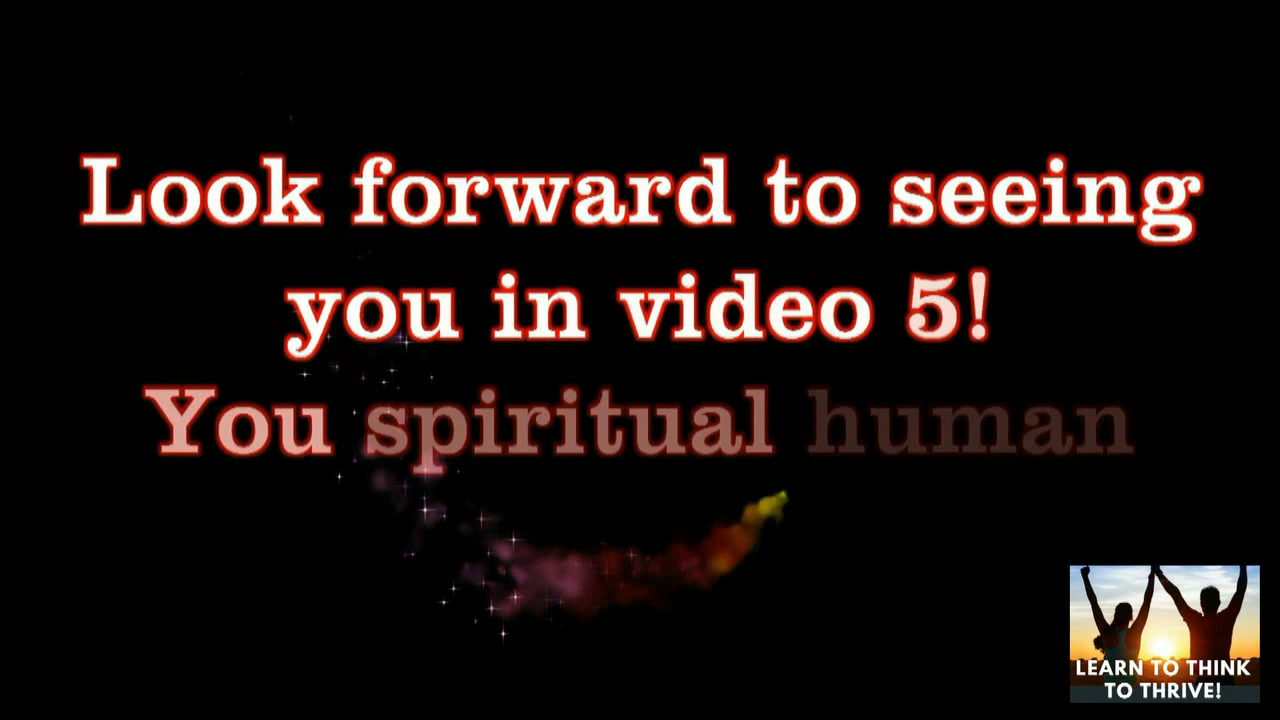 Look forward to seeing
you in video 5!
You spiritual human
LEARN TO THINK
TO THRIVE!